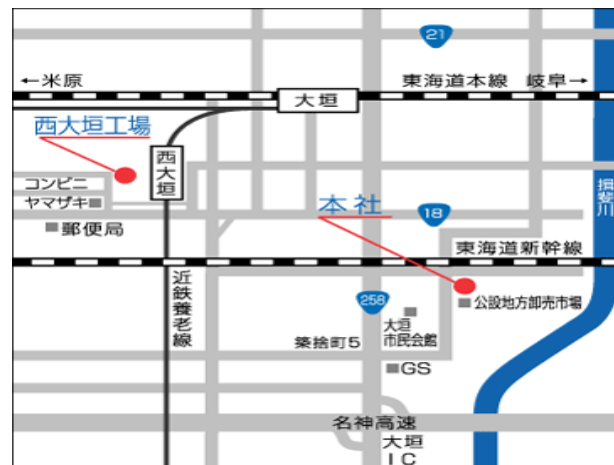 21
←米原
東海道本線 岐阜→
大垣
西大垣工場
西大垣
コンビニ
ヤマザキ
郵便局
本社
18
揖斐川
東海道新幹線
近鉄養老線
258
公設地方卸売市場
大垣
市民会館
築捨町5
GS
名神高速
大垣
IC